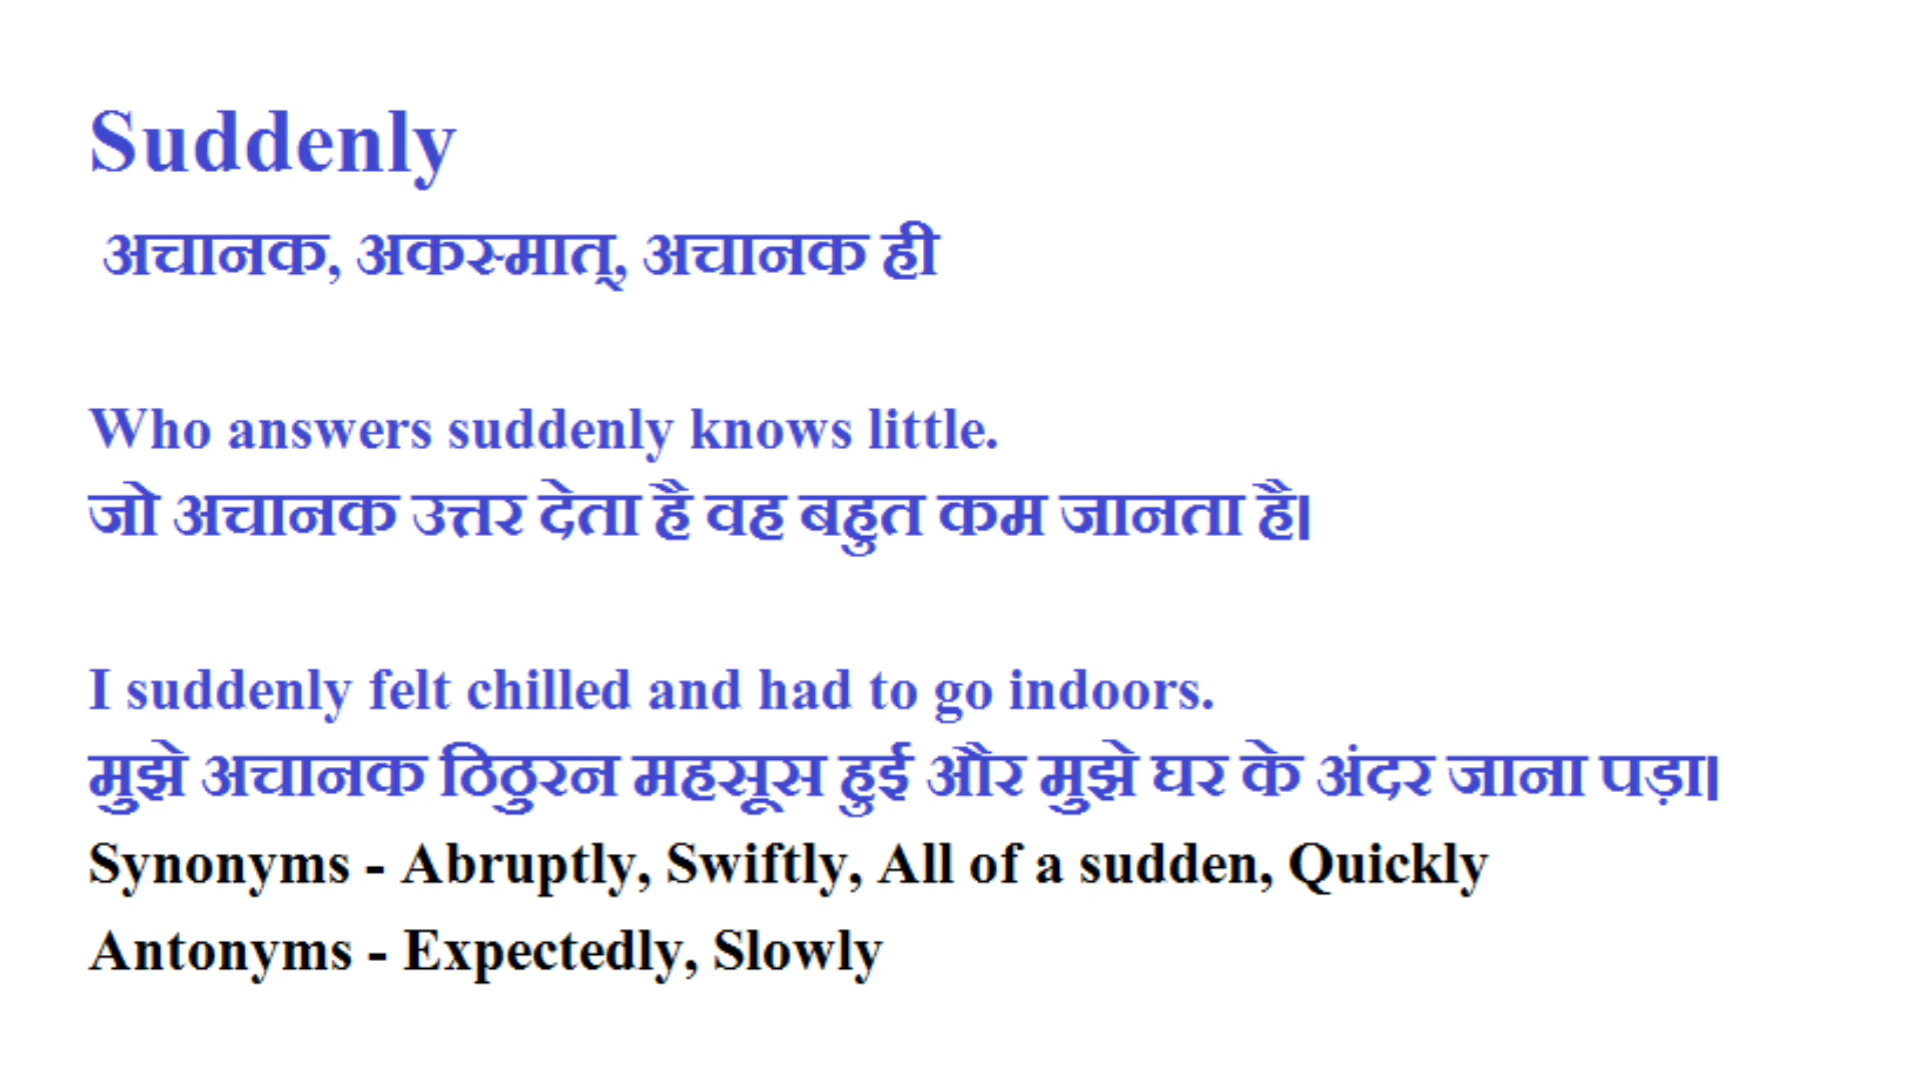 Suddenly
अचानक, अकस्मात्, अचानक ही
Who answers suddenly knows little.
जो अचानक उत्तर देता है वह बहुत कम जानता है।
I suddenly felt chilled and had to go indoors.
मुझे अचानक ठिठुरन महसूस हुई और मुझे घर के अंदर जाना पड़ा।
Synonyms - Abruptly, Swiftly, All of a sudden, Quickly
Antonyms - Expectedly, Slowly